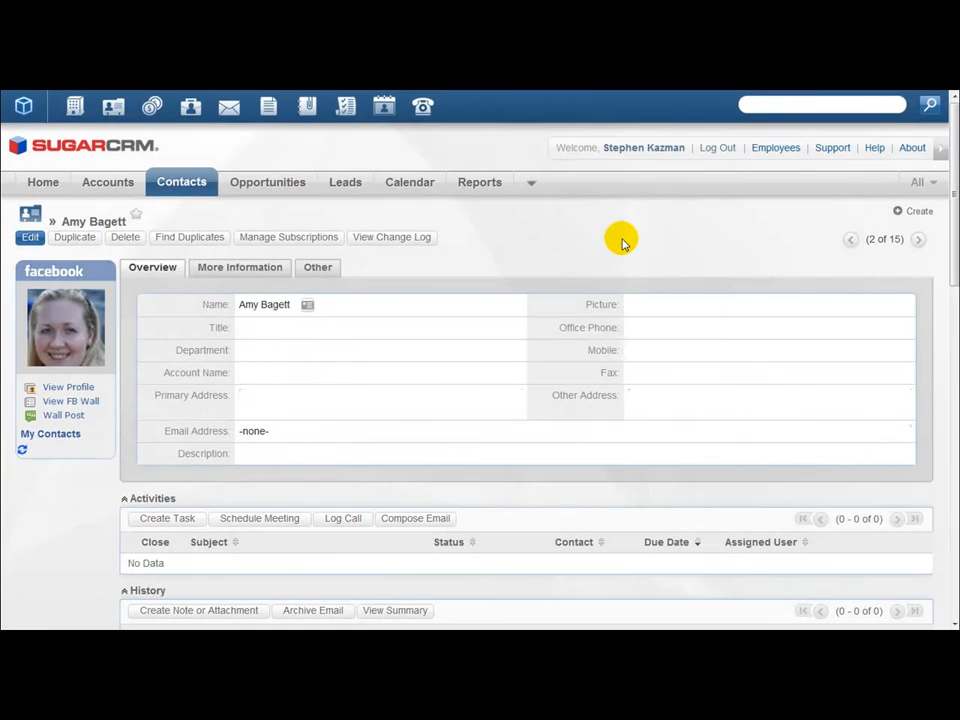 SUGARCRM.
Welcome, Stephen Kazman | Log Out | Employees | Support | Help | About
Home Accounts Contacts Opportunities Leads Calendar Reports All
» Amy Bagett
Create
Edit Duplicate Delete Find Duplicates Manage Subscriptions View Change Log (2 of 15)
facebook
Overview More Information Other
Name: Amy Bagett Picture:
Title: Office Phone:
Department: Mobile:
Account Name: Fax:
Primary Address: Other Address:
Email Address: -none-
Description:
View Profile
View FB Wall
Wall Post
My Contacts
Activities
Create Task Schedule Meeting Log Call Compose Email (0 - 0 of 0)
Close Subject Status Contact Due Date Assigned User
No Data
History
Create Note or Attachment Archive Email View Summary (0 - 0 of 0)